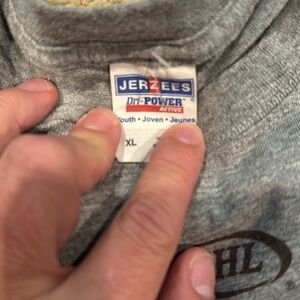 JERZEES
Dri-POWER®
ACTIVE
Youth • Joven • Jeunes
XL
HL
®